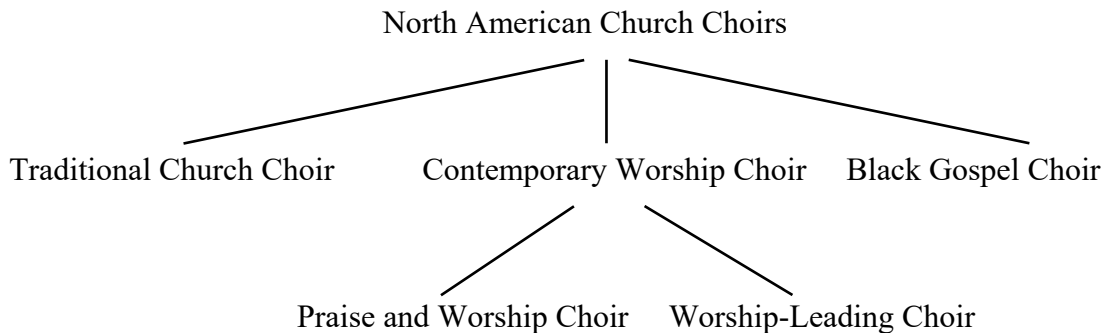 North American Church Choirs
Traditional Church Choir Contemporary Worship Choir Black Gospel Choir
Praise and Worship Choir Worship-Leading Choir